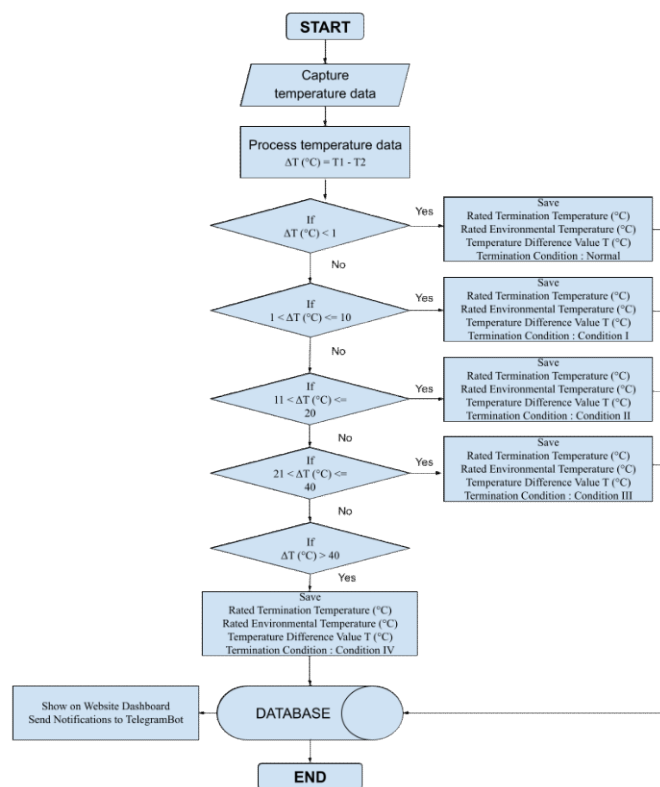 START
Capture
temperature data
Process temperature data
ΔT (°C) = T1 - T2
If
ΔT (°C) < 1
Yes
Save
Rated Termination Temperature (°C)
Rated Environmental Temperature (°C)
Temperature Difference Value T (°C)
Termination Condition : Normal
No
If
1 < ΔT (°C) <= 10
Yes
Save
Rated Termination Temperature (°C)
Rated Environmental Temperature (°C)
Temperature Difference Value T (°C)
Termination Condition : Condition I
No
If
11 < ΔT (°C) <=
20
Yes
Save
Rated Termination Temperature (°C)
Rated Environmental Temperature (°C)
Temperature Difference Value T (°C)
Termination Condition : Condition II
No
If
21 < ΔT (°C) <=
40
Yes
Save
Rated Termination Temperature (°C)
Rated Environmental Temperature (°C)
Temperature Difference Value T (°C)
Termination Condition : Condition III
No
If
ΔT (°C) > 40
Yes
Save
Rated Termination Temperature (°C)
Rated Environmental Temperature (°C)
Temperature Difference Value T (°C)
Termination Condition : Condition IV
Show on Website Dashboard
Send Notifications to TelegramBot
DATABASE
END